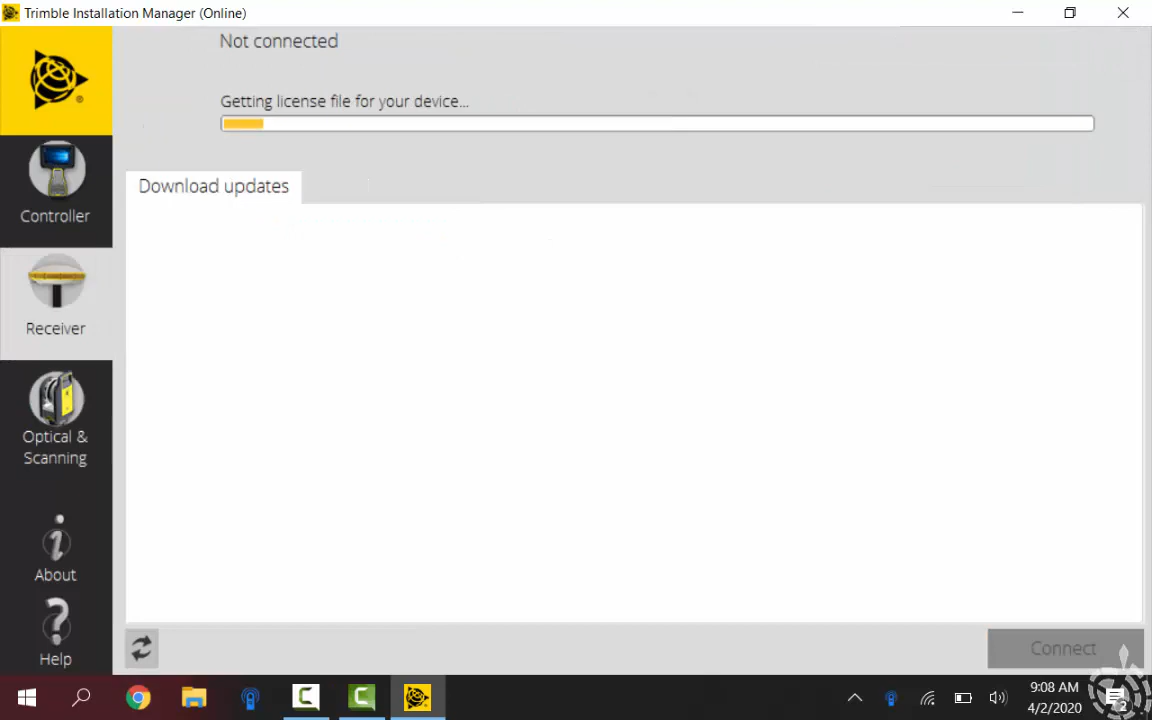 Trimble Installation Manager (Online)
Not connected
Getting license file for your device...
Download updates
Controller
Receiver
Optical &
Scanning
About
Help
Connect
9:08 AM
4/2/2020
2